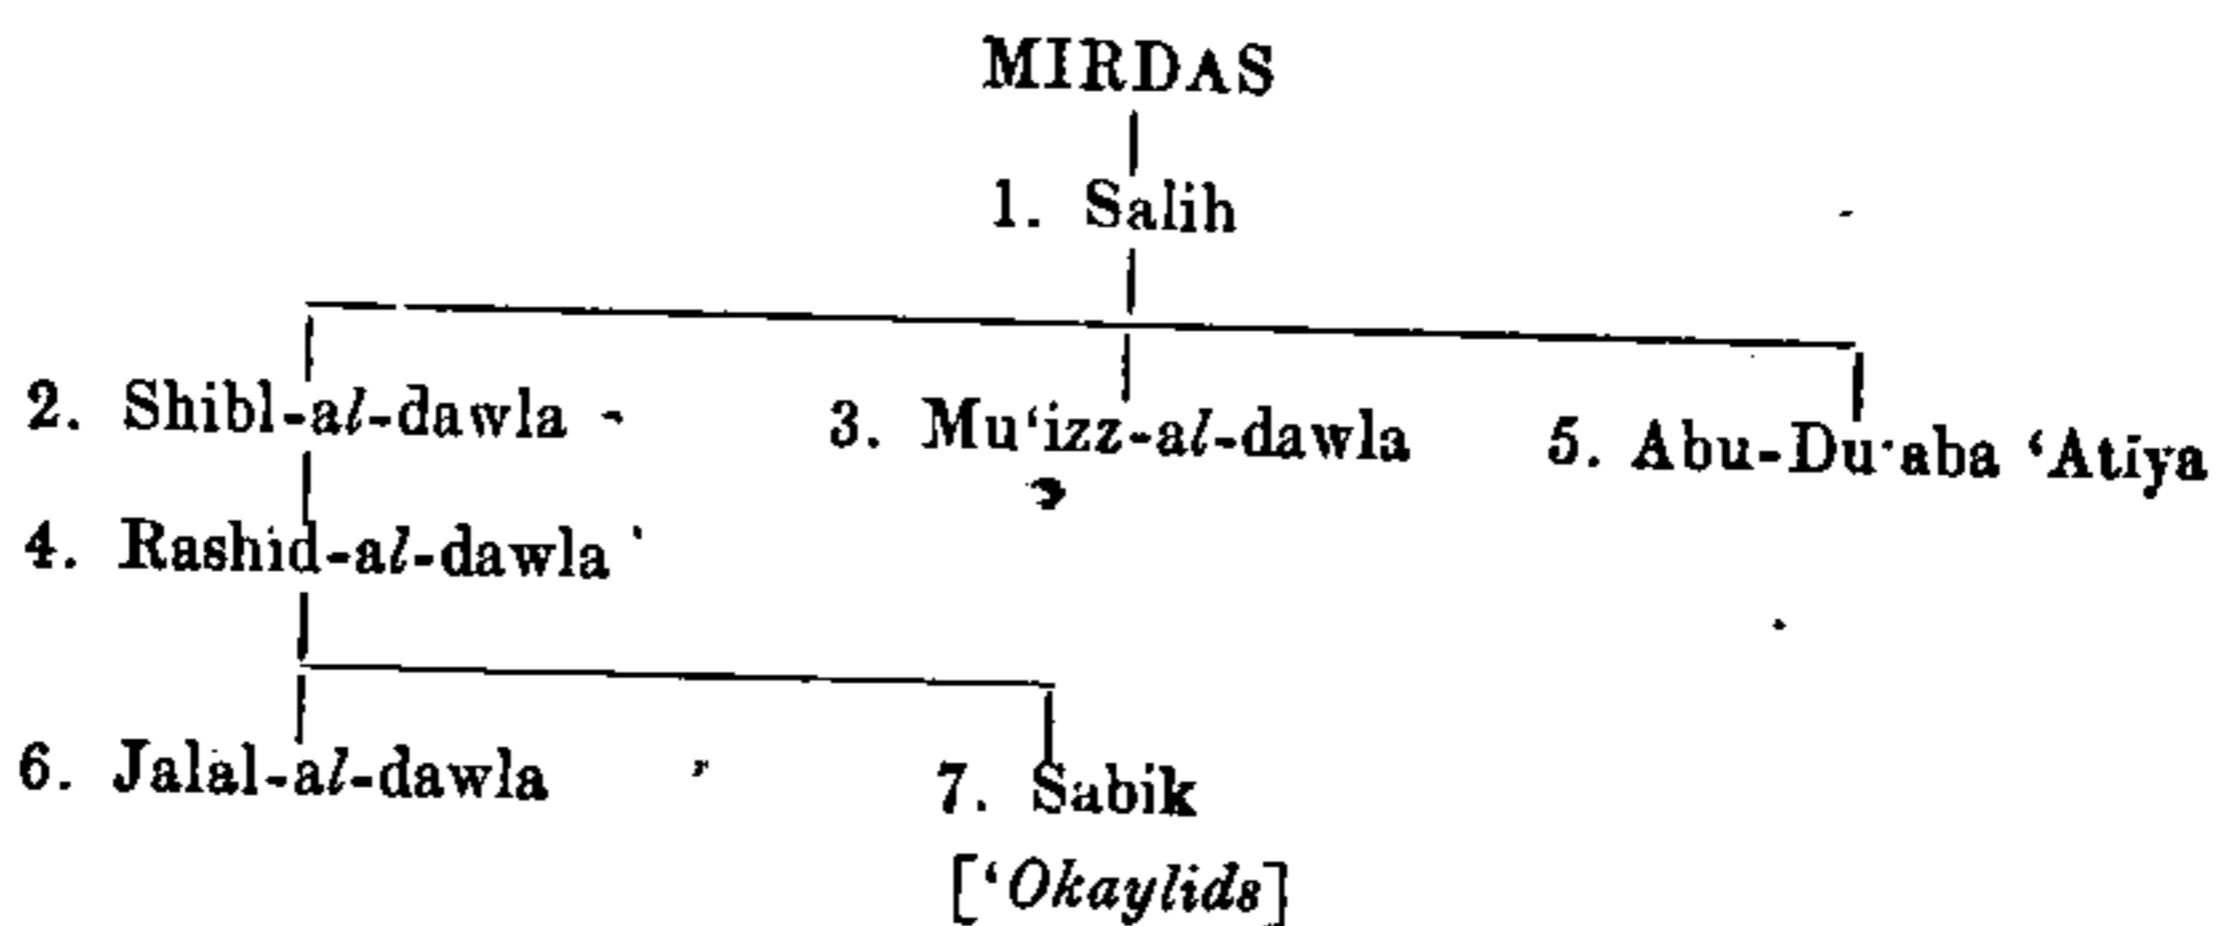 MIRDAS
1. Salih
2. Shibl-al-dawla 3. Mu‘izz-al-dawla 5. Abu-Du'aba ‘Atiya
4. Rashid-al-dawla
6. Jalal-al-dawla 7. Sabik
[‘Okaylids]